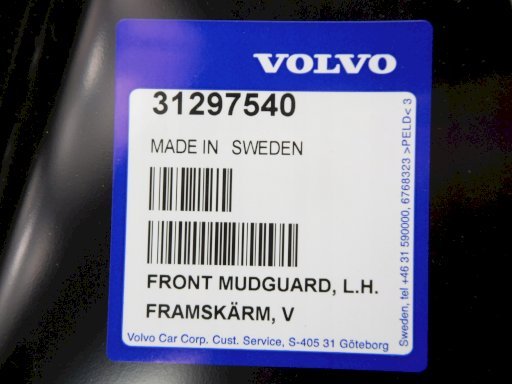 VOLVO
31297540
MADE IN SWEDEN
FRONT MUDGUARD, L.H.
FRAMSKÄRM, V
Volvo Car Corp. Cust. Service, S-405 31 Göteborg
Sweden, tel +46 31 590000, 6768323 >PELD< 3